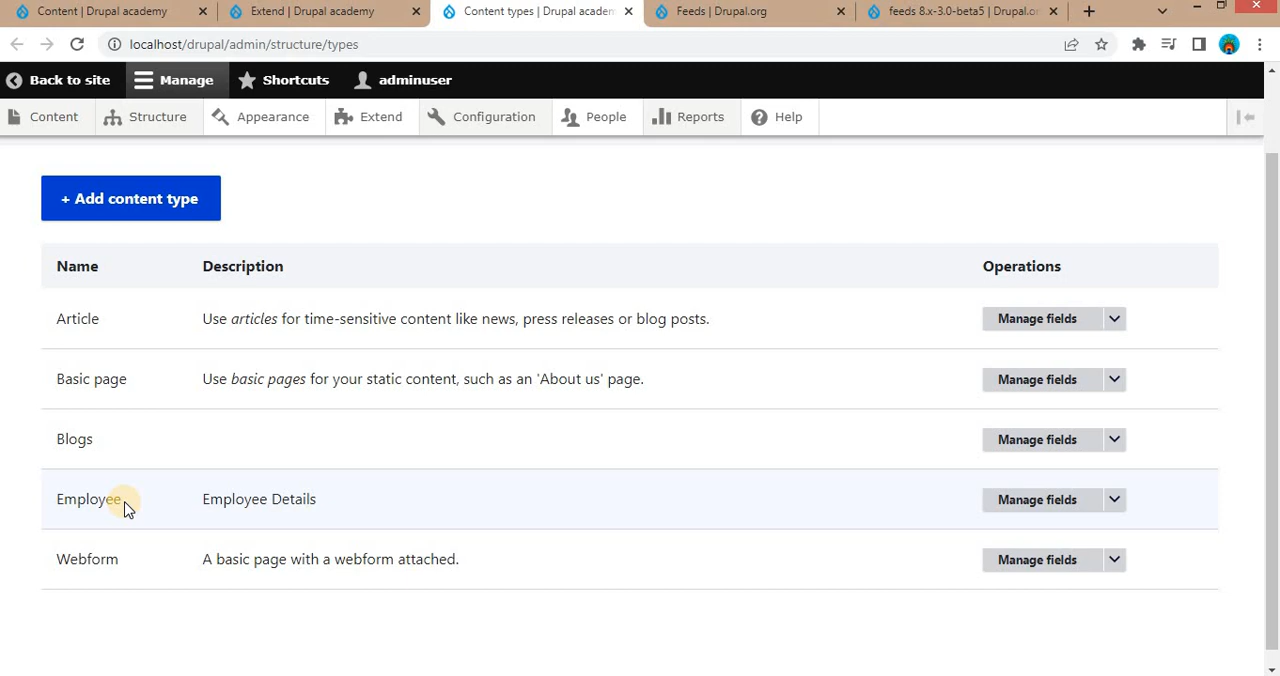 Content | Drupal academy
Extend | Drupal academy
Content types | Drupal academ
Feeds | Drupal.org
feeds 8.x-3.0-beta5 | Drupal.or
localhost/drupal/admin/structure/types
Back to site Manage Shortcuts adminuser
Content Structure Appearance Extend Configuration People Reports Help
+ Add content type
Name Description Operations
Article Use articles for time-sensitive content like news, press releases or blog posts. Manage fields
Basic page Use basic pages for your static content, such as an 'About us' page. Manage fields
Blogs Manage fields
Employee Employee Details Manage fields
Webform A basic page with a webform attached. Manage fields